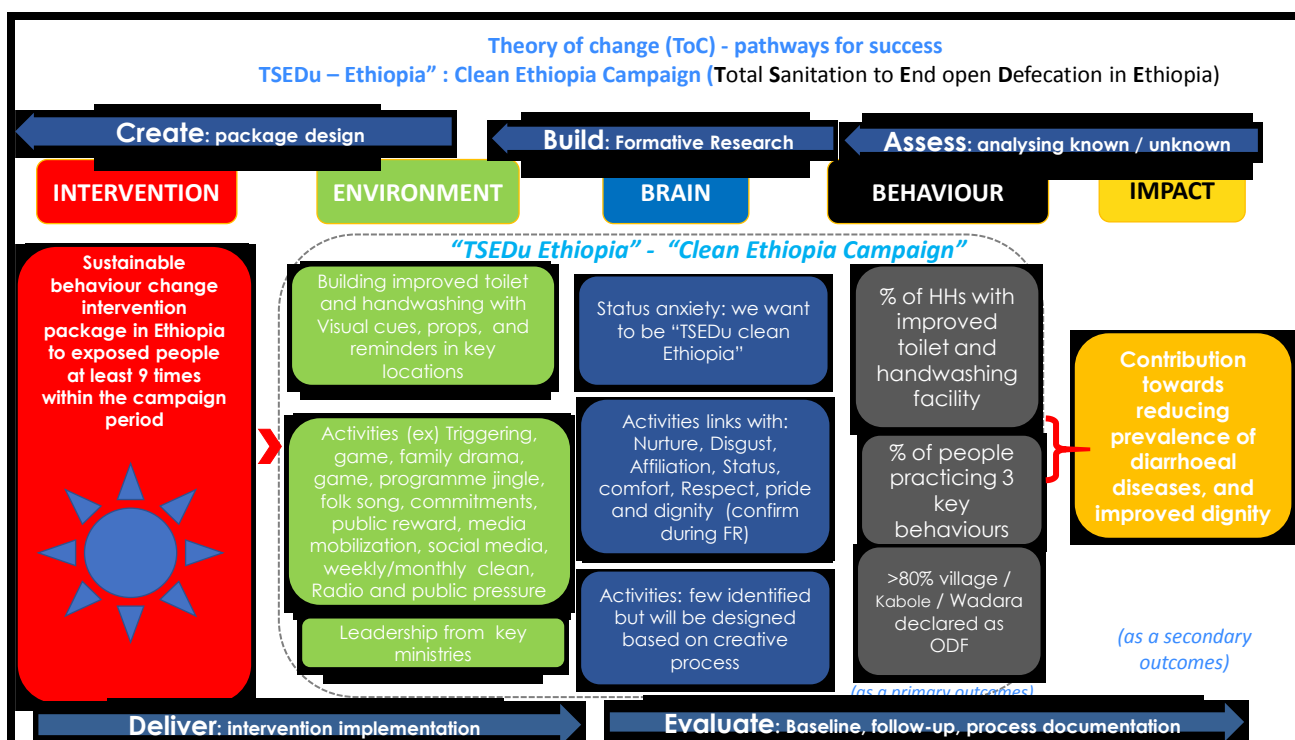 Theory of change (ToC) - pathways for success
TSEDu – Ethiopia” : Clean Ethiopia Campaign (Total Sanitation to End open Defecation in Ethiopia)
Create: package design
Build: Formative Research
Assess: analysing known / unknown
INTERVENTION
ENVIRONMENT
BRAIN
BEHAVIOUR
IMPACT
“TSEDu Ethiopia” - “Clean Ethiopia Campaign”
Sustainable
behaviour change
intervention
package in Ethiopia
to exposed people
at least 9 times
within the campaign
period
Building improved toilet
and handwashing with
Visual cues, props, and
reminders in key
locations
Activities (ex) Triggering,
game, family drama,
game, programme jingle,
folk song, commitments,
public reward, media
mobilization, social media,
weekly/monthly clean,
Radio and public pressure
Leadership from key
ministries
Status anxiety: we want
to be “TSEDu clean
Ethiopia”
Activities links with:
Nurture, Disgust,
Affiliation, Status,
comfort, Respect, pride
and dignity (confirm
during FR)
Activities: few identified
but will be designed
based on creative
process
% of HHs with
improved
toilet and
handwashing
facility
% of people
practicing 3
key
behaviours
>80% village /
Kabole / Wadara
declared as
ODF
(as a primary outcomes)
Contribution
towards
reducing
prevalence of
diarrhoeal
diseases, and
improved dignity
(as a secondary
outcomes)
Deliver: intervention implementation
Evaluate: Baseline, follow-up, process documentation